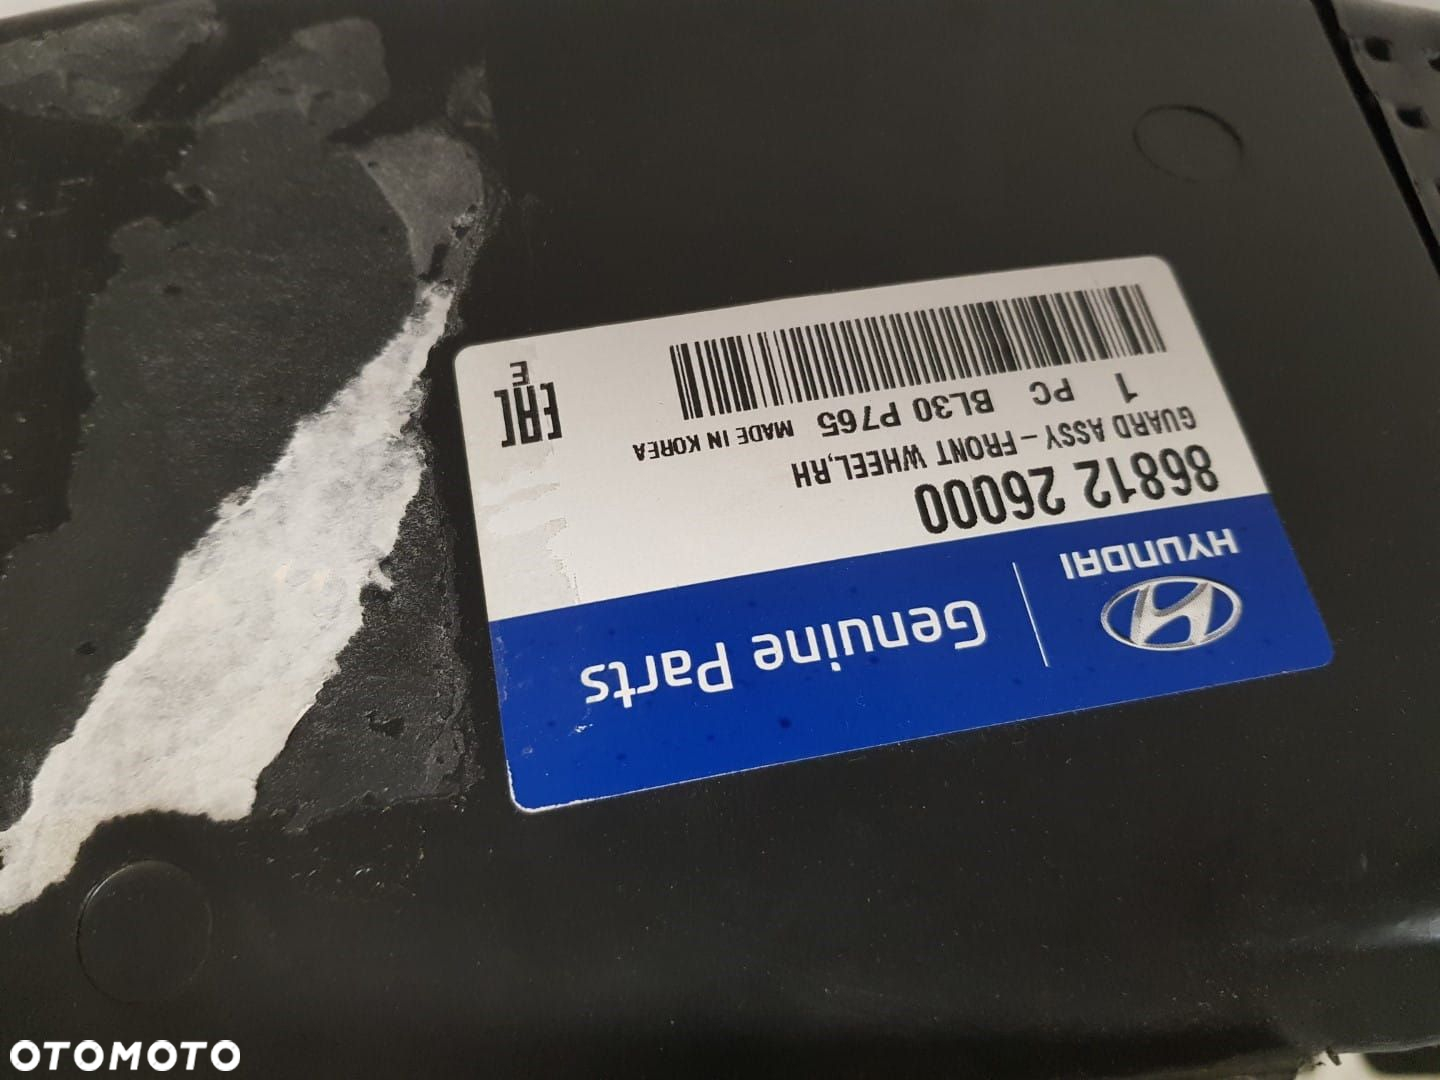 HYUNDAI
Genuine Parts
86812 26000
GUARD ASSY-FRONT WHEEL,RH
1 PC BL30 P765 MADE IN KOREA
EAC
E
OTOMOTO